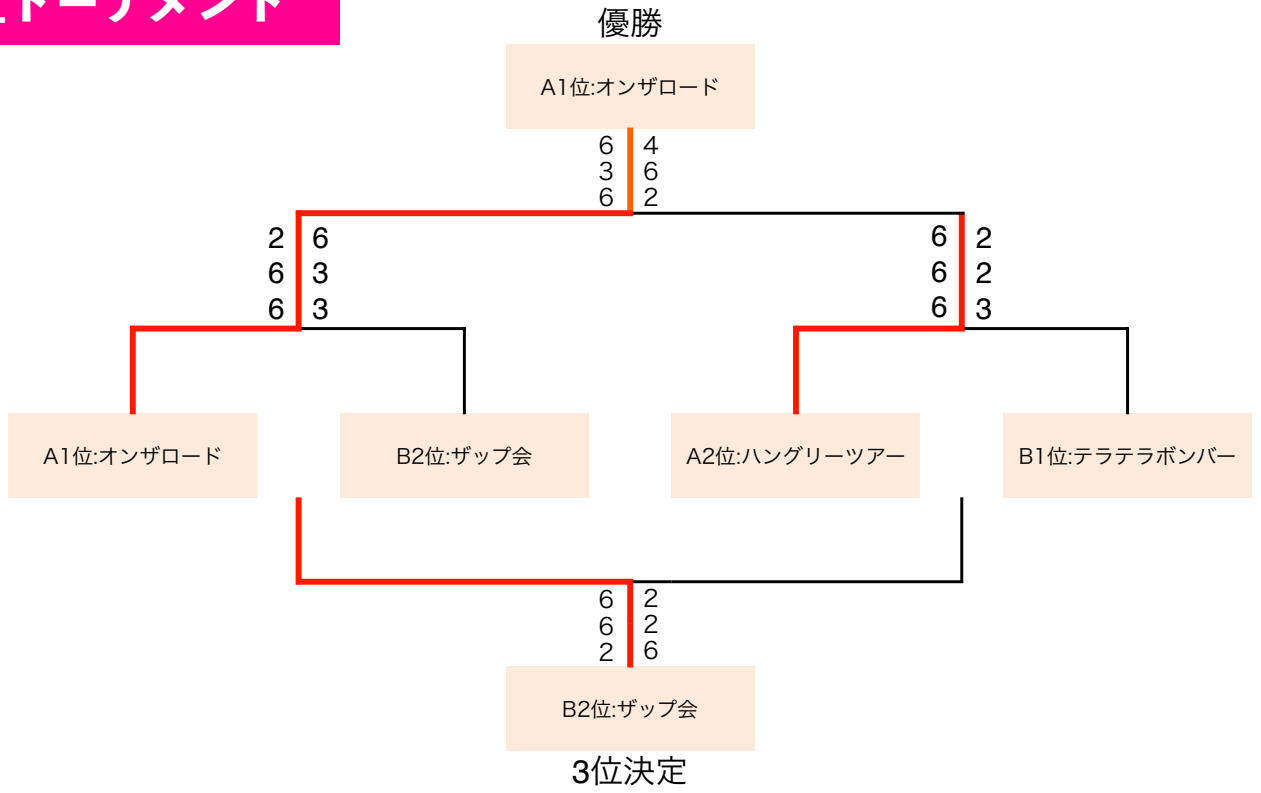 トーナメント
優勝
A1位:オンザロード
6 4
3 6
6 2
2 6
6 3
6 3
6 2
6 2
6 3
A1位:オンザロード
B2位:ザップ会
A2位:ハングリーツアー
B1位:テラテラボンバー
6 2
6 2
2 6
B2位:ザップ会
3位決定